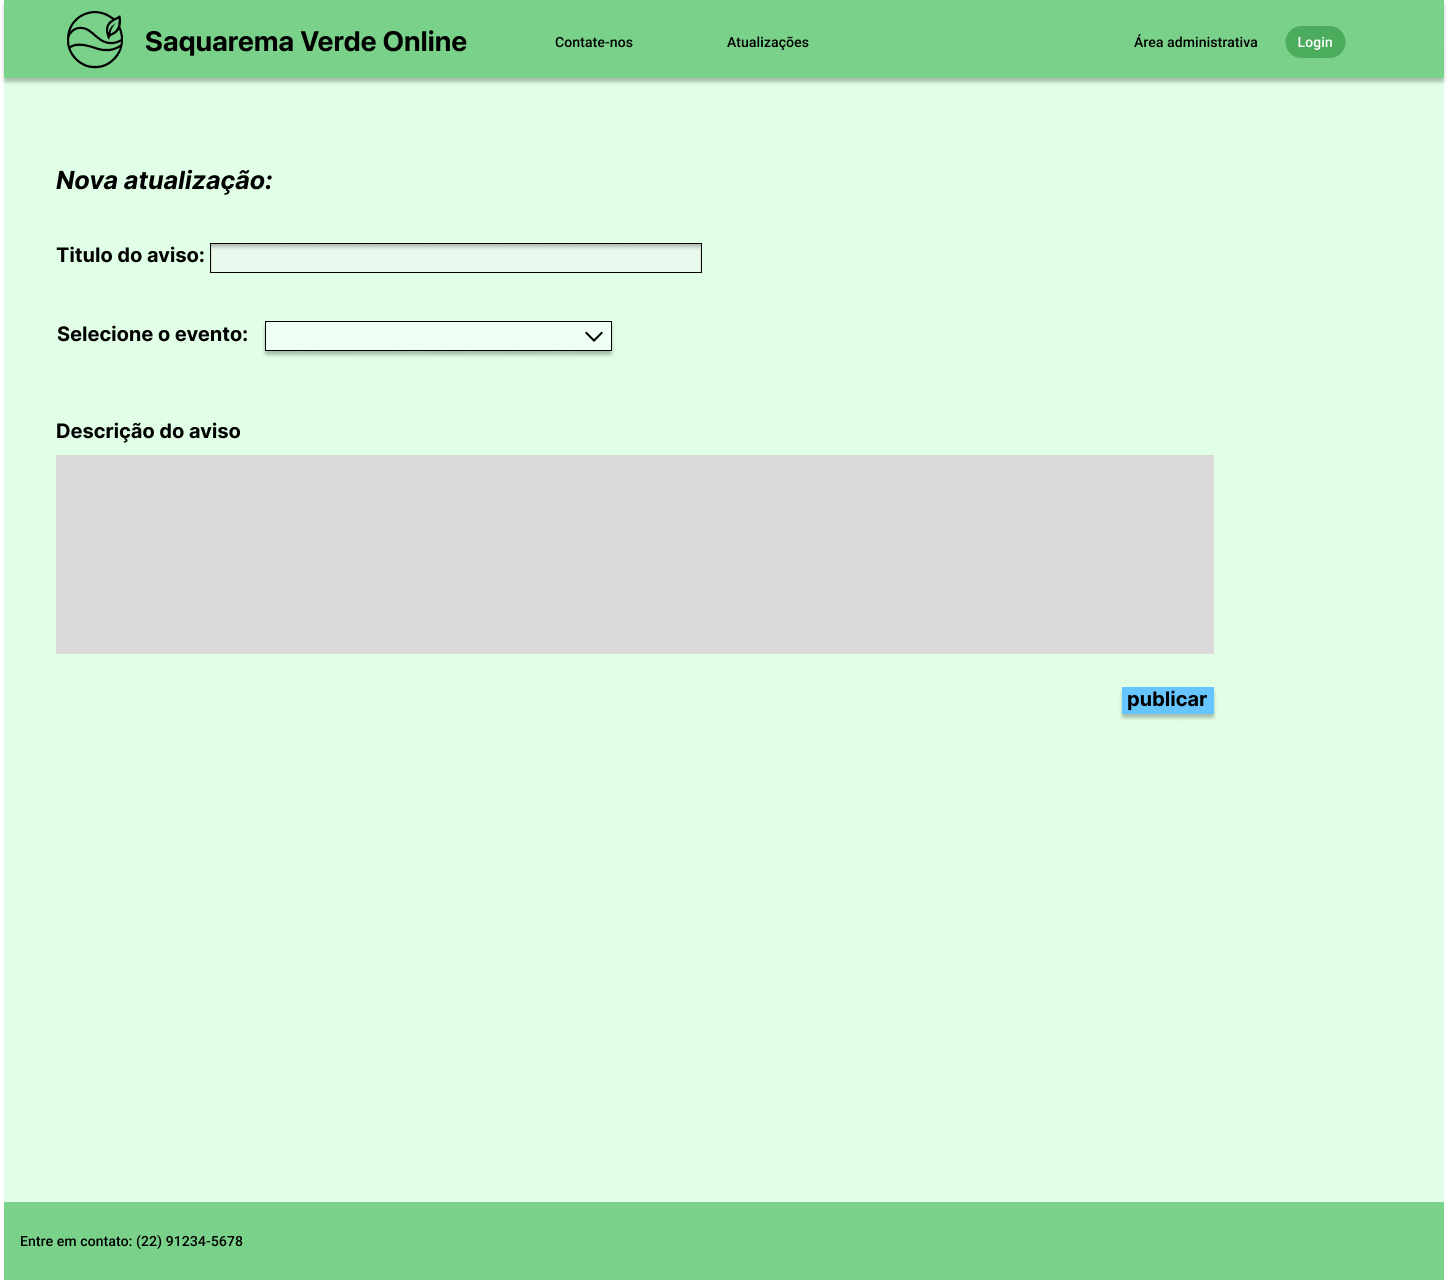 Saquarema Verde Online
Contate-nos
Atualizações
Área administrativa
Login
Nova atualização:
Titulo do aviso:
Selecione o evento:
Descrição do aviso
publicar
Entre em contato: (22) 91234-5678